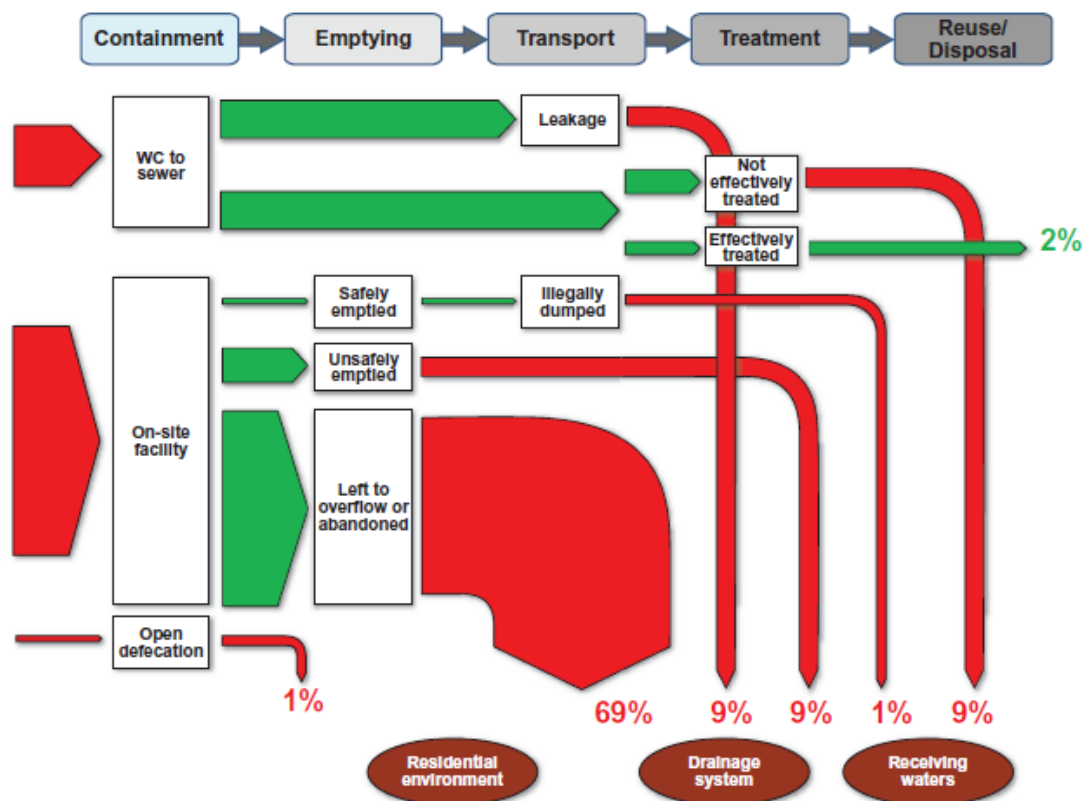 Containment
Emptying
Transport
Treatment
Reuse/
Disposal
WC to
sewer
Leakage
Not
effectively
treated
Effectively
treated
2%
On-site
facility
Safely
emptied
Illegally
dumped
Unsafely
emptied
Left to
overflow or
abandoned
Open
defecation
1%
69%
9%
9%
1%
9%
Residential
environment
Drainage
system
Receiving
waters